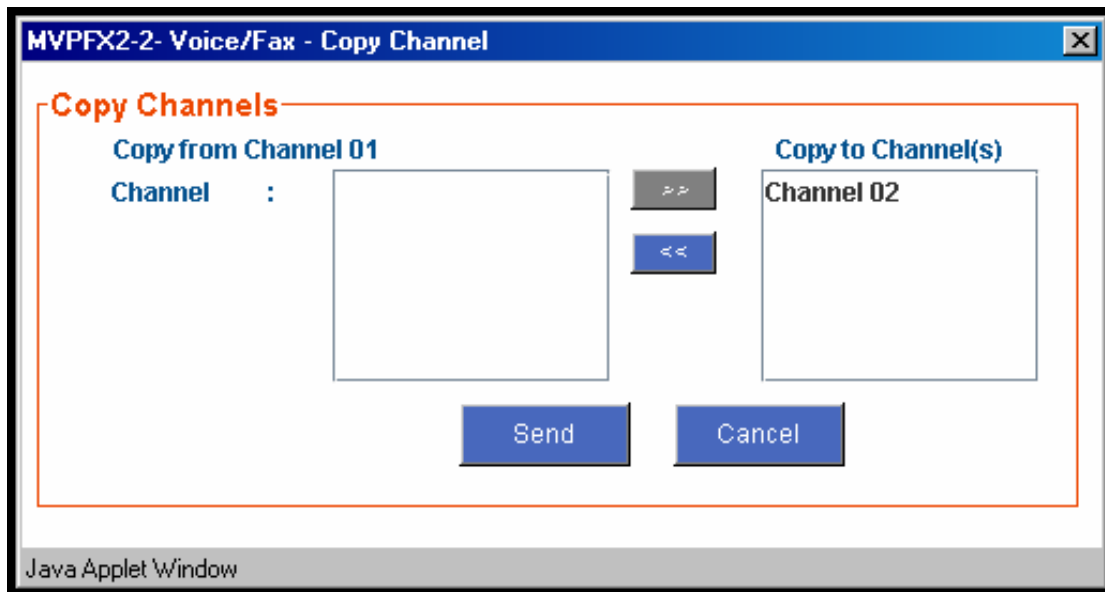 MVPFX2-2- Voice/Fax - Copy Channel
Copy Channels
Copy from Channel 01
Copy to Channel(s)
Channel :
>>
Channel 02
<<
Send
Cancel
Java Applet Window